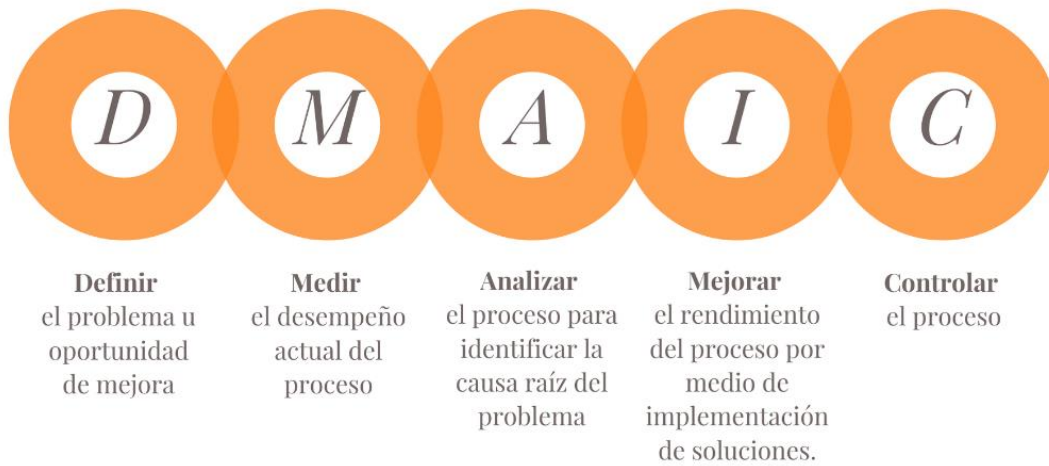 D M A I C
Definir
el problema u
oportunidad
de mejora
Medir
el desempeño
actual del
proceso
Analizar
el proceso para
identificar la
causa raíz del
problema
Mejorar
el rendimiento
del proceso por
medio de
implementación
de soluciones.
Controlar
el proceso